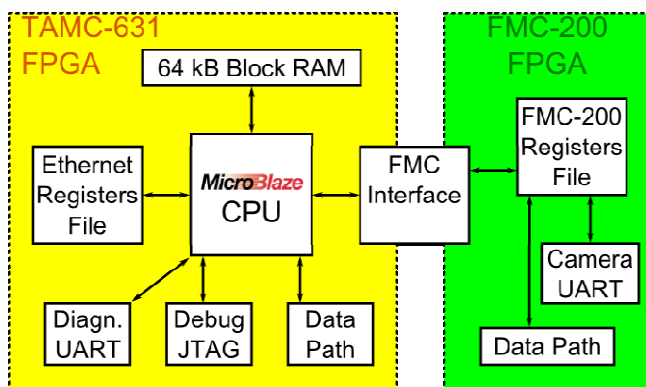 TAMC-631
FPGA
64 kB Block RAM
Ethernet
Registers
File
MicroBlaze
CPU
FMC
Interface
Diagn.
UART
Debug
JTAG
Data
Path
FMC-200
FPGA
FMC-200
Registers
File
Camera
UART
Data Path